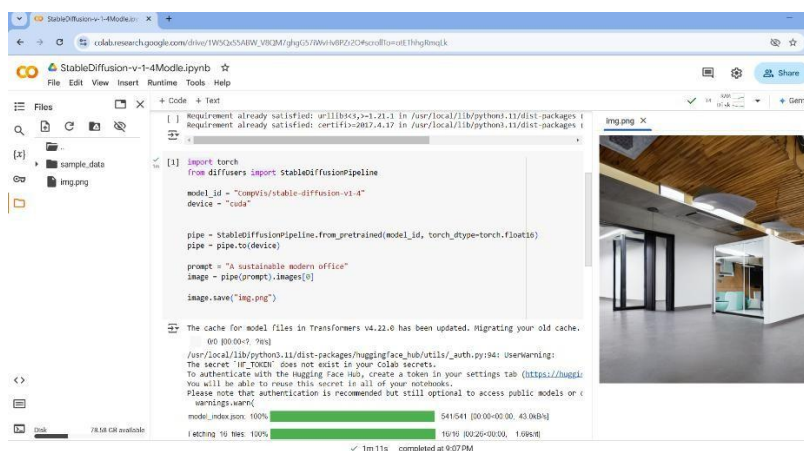 StableDiffusion-v-1-4Modle.ip
colab.research.google.com/drive/
StableDiffusion-v-1-4Modle.ipynb
Share
File Edit View Insert Runtime Tools Help
Files
+ Code + Text
+ Gem
..
sample_data
img.png
img.png
[ ] Requirement already satisfied: urllib3<3,>=1.21.1 in /usr/local/lib/python3.11/dist-packages
Requirement already satisfied: certifi>=2017.4.17 in /usr/local/lib/python3.11/dist-packages
[1] import torch
from diffusers import StableDiffusionPipeline
model_id = "CompVis/stable-diffusion-v1-4"
device = "cuda"
pipe = StableDiffusionPipeline.from_pretrained(model_id, torch_dtype=torch.float16)
pipe = pipe.to(device)
prompt = "A sustainable modern office"
image = pipe(prompt).images[0]
image.save("img.png")
The cache for model files in Transformers v4.22.0 has been updated. Migrating your old cache.
0/0 [00:00<?, ?it/s]
/usr/local/lib/python3.11/dist-packages/huggingface_hub/utils/_auth.py:94: UserWarning:
The secret `HF_TOKEN` does not exist in your Colab secrets.
To authenticate with the Hugging Face Hub, create a token in your settings tab
You will be able to reuse this secret in all of your notebooks.
Please note that authentication is recommended but still optional to access public models or
warnings.warn(
model_index.json: 100% 541/541 [00:00<00:00, 43.0kB/s]
Fetching 16 files: 100% 16/16 [00:26<00:00, 1.69s/it]
Disk 78.58 GB available
1m 11s completed at 9:07 PM